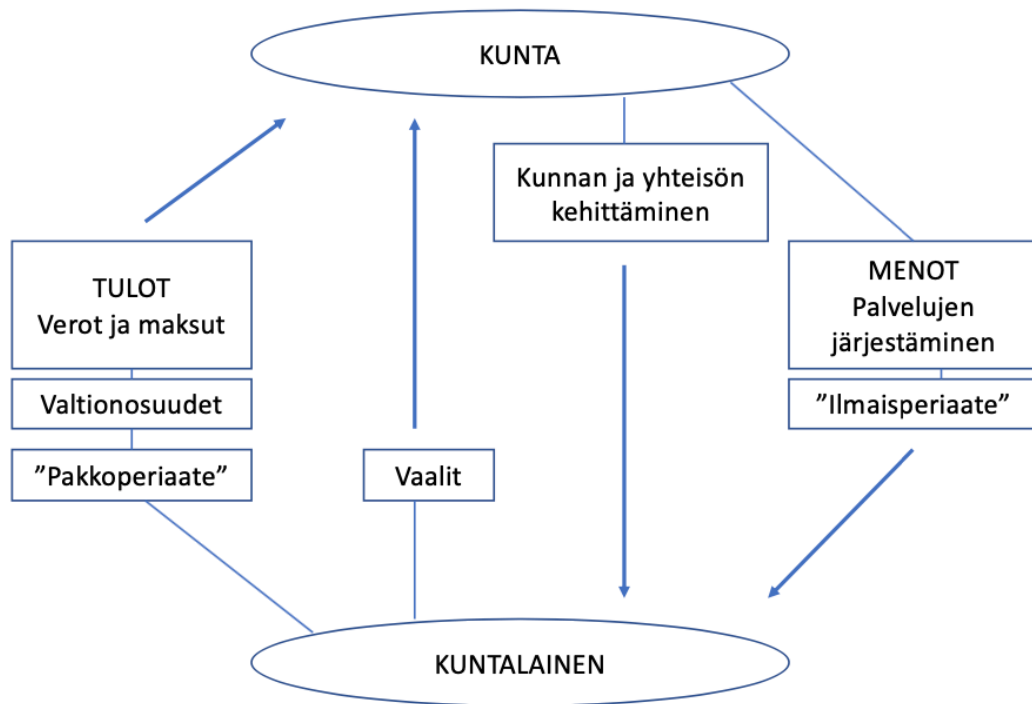 KUNTA
Kunnan ja yhteisön
kehittäminen
TULOT
Verot ja maksut
MENOT
Palvelujen
järjestäminen
Valtionosuudet
”Ilmaisperiaate”
”Pakkoperiaate”
Vaalit
KUNTALAINEN